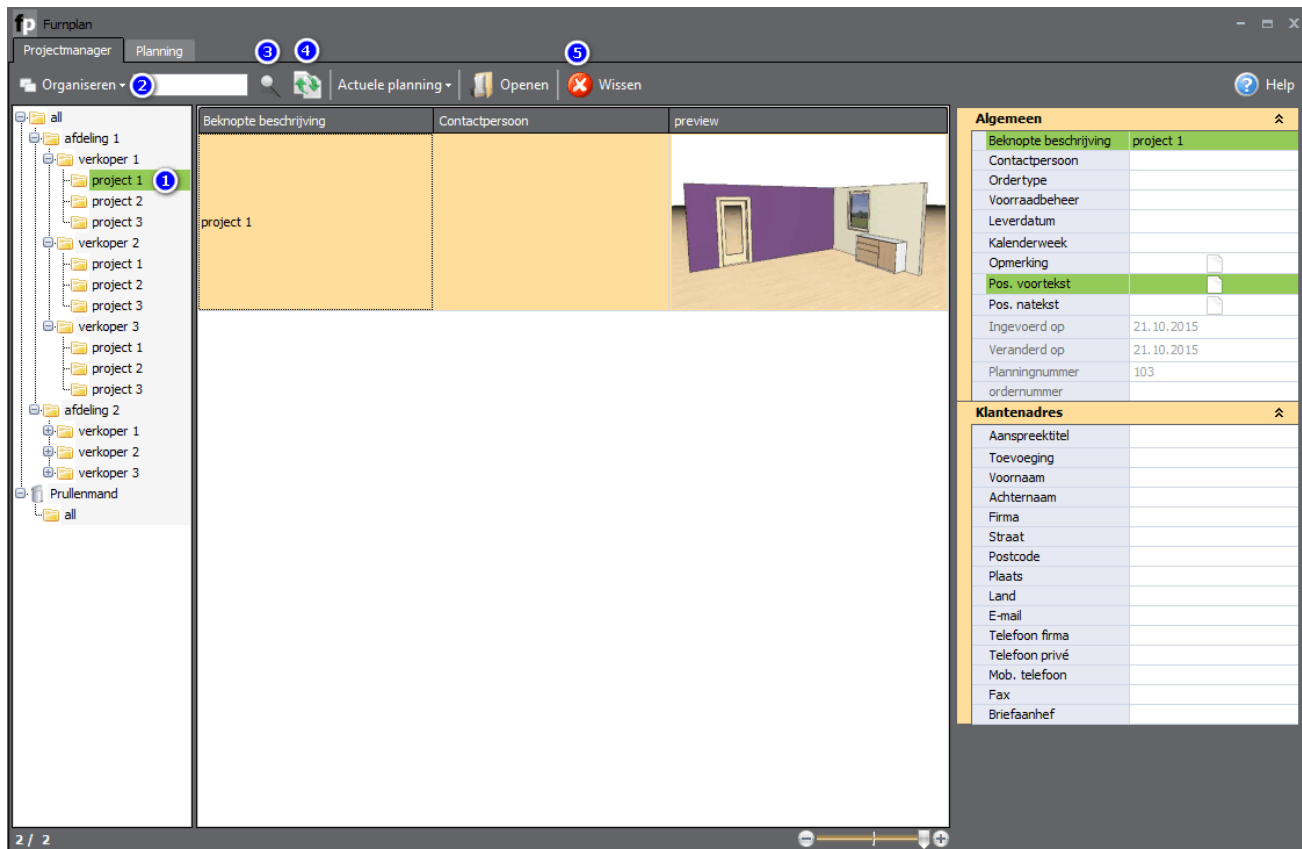 fp Furnplan
Projectmanager Planning
3 4 5
Organiseren 2 Actuele planning Openen Wissen Help
all
afdeling 1
verkoper 1
project 1 1
project 2
project 3
verkoper 2
project 1
project 2
project 3
verkoper 3
project 1
project 2
project 3
afdeling 2
verkoper 1
verkoper 2
verkoper 3
Prullenmand
all
Beknopte beschrijving Contactpersoon preview
project 1
Algemeen
Beknopte beschrijving project 1
Contactpersoon
Ordertype
Voorraadbeheer
Leverdatum
Kalenderweek
Opmerking
Pos. voortekst
Pos. natekst
Ingevoerd op 21.10.2015
Veranderd op 21.10.2015
Planningnummer 103
ordernummer
Klantenadres
Aanspreektitel
Toevoeging
Voornaam
Achternaam
Firma
Straat
Postcode
Plaats
Land
E-mail
Telefoon firma
Telefoon privé
Mob. telefoon
Fax
Briefaanhef
2 / 2